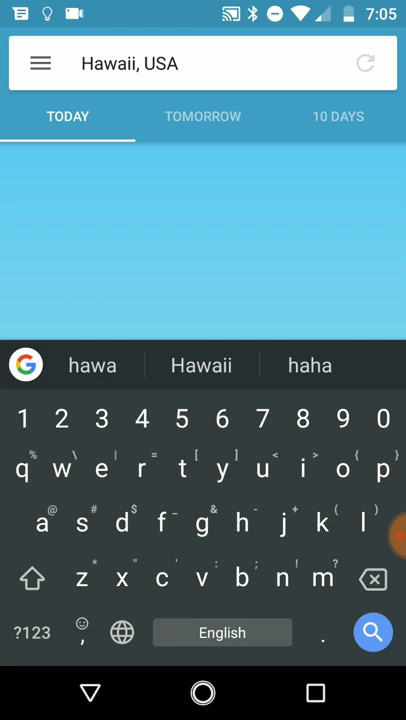 7:05
Hawaii, USA
TODAY TOMORROW 10 DAYS
G hawa Hawaii haha
1 2 3 4 5 6 7 8 9 0
q % w \ e | r = t [ y ] u < i > o { p }
a @ s # d $ f _ g & h - j + k ( l )
z * x " c ' v : b ; n ! m ?
?123 , English .